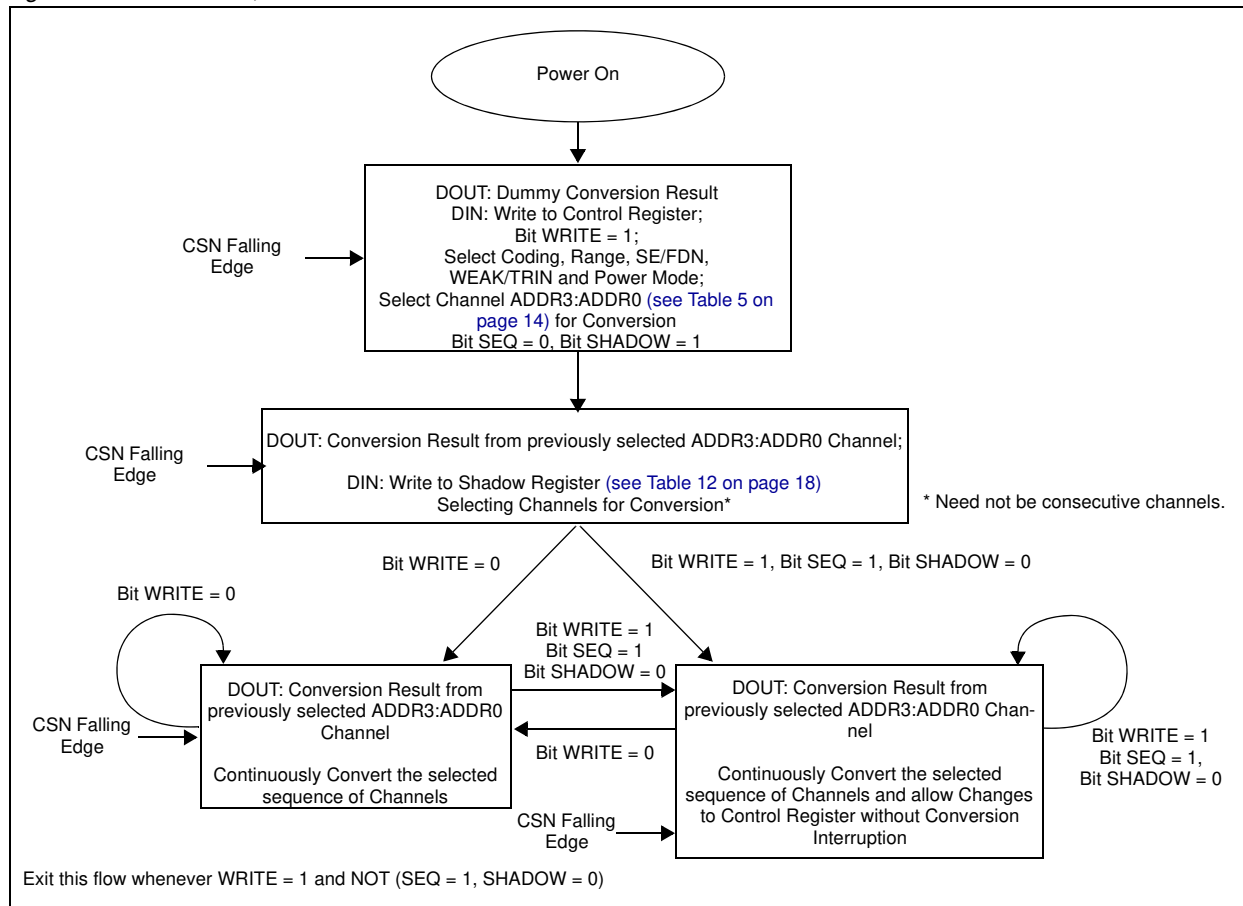 Power On
CSN Falling
Edge
DOUT: Dummy Conversion Result
DIN: Write to Control Register;
Bit WRITE = 1;
Select Coding, Range, SE/FDN,
WEAK/TRIN and Power Mode;
Select Channel ADDR3:ADDR0 (see Table 5 on
page 14) for Conversion
Bit SEQ = 0, Bit SHADOW = 1
CSN Falling
Edge
DOUT: Conversion Result from previously selected ADDR3:ADDR0 Channel;
DIN: Write to Shadow Register (see Table 12 on page 18)
Selecting Channels for Conversion*
* Need not be consecutive channels.
Bit WRITE = 0
Bit WRITE = 1, Bit SEQ = 1, Bit SHADOW = 0
Bit WRITE = 0
Bit WRITE = 1
Bit SEQ = 1
Bit SHADOW = 0
CSN Falling
Edge
DOUT: Conversion Result from
previously selected ADDR3:ADDR0
Channel
Continuously Convert the selected
sequence of Channels
Bit WRITE = 0
DOUT: Conversion Result from
previously selected ADDR3:ADDR0 Chan-
nel
Continuously Convert the selected
sequence of Channels and allow Changes
to Control Register without Conversion
Interruption
Bit WRITE = 1
Bit SEQ = 1,
Bit SHADOW = 0
CSN Falling
Edge
Exit this flow whenever WRITE = 1 and NOT (SEQ = 1, SHADOW = 0)